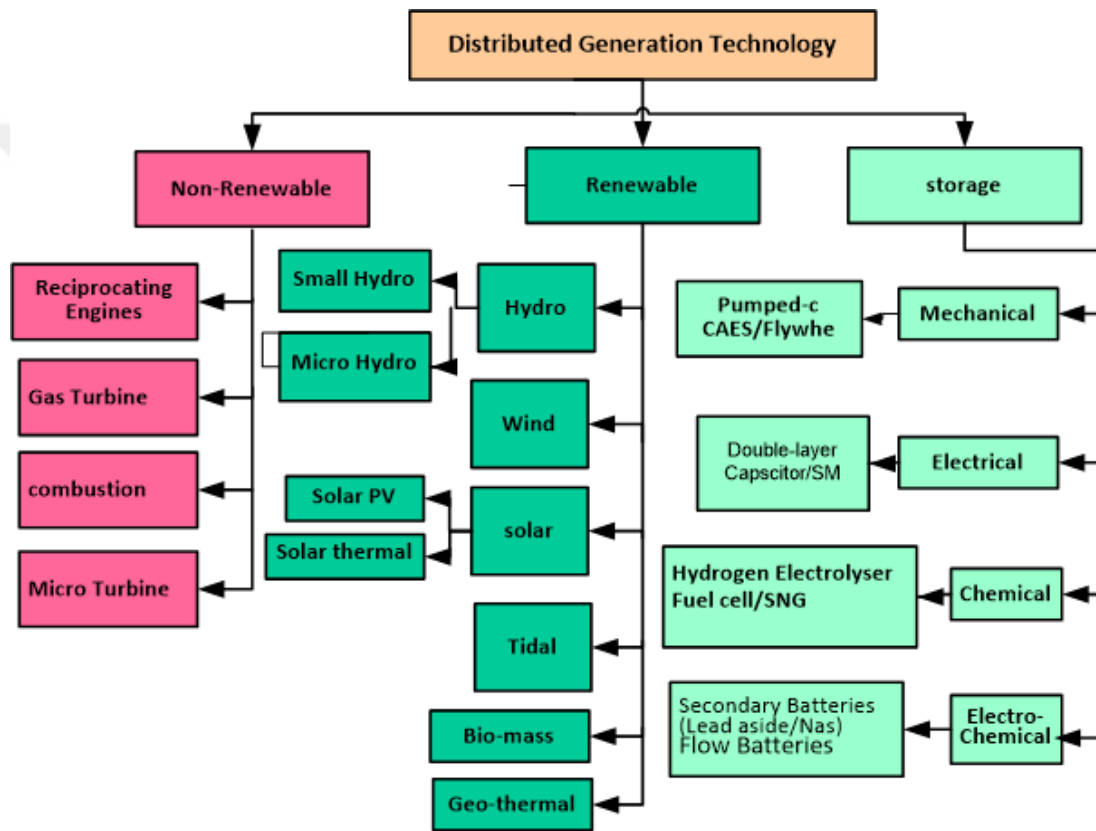 Distributed Generation Technology
Non-Renewable
Renewable
storage
Reciprocating
Engines
Gas Turbine
combustion
Micro Turbine
Small Hydro
Micro Hydro
Hydro
Wind
Solar PV
Solar thermal
solar
Tidal
Bio-mass
Geo-thermal
Pumped-c
CAES/Flywhe
Mechanical
Double-layer
Capscitor/SM
Electrical
Hydrogen Electrolyser
Fuel cell/SNG
Chemical
Secondary Batteries
(Lead aside/Nas)
Flow Batteries
Electro-
Chemical